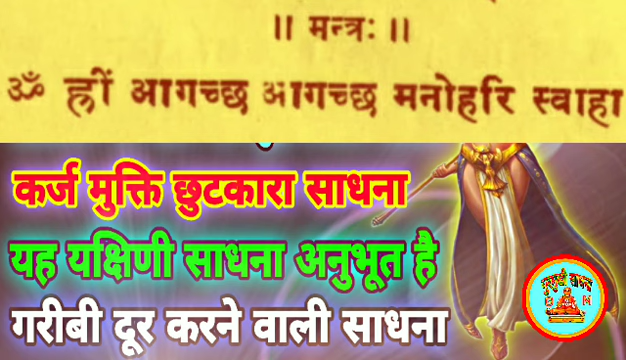 ॥ मन्त्रः ॥
ॐ ह्रीं आगच्छ आगच्छ मनोहरि स्वाहा
कर्ज मुक्ति छुटकारा साधना
यह यक्षिणी साधना अनुभूत है
गरीबी दूर करने वाली साधना